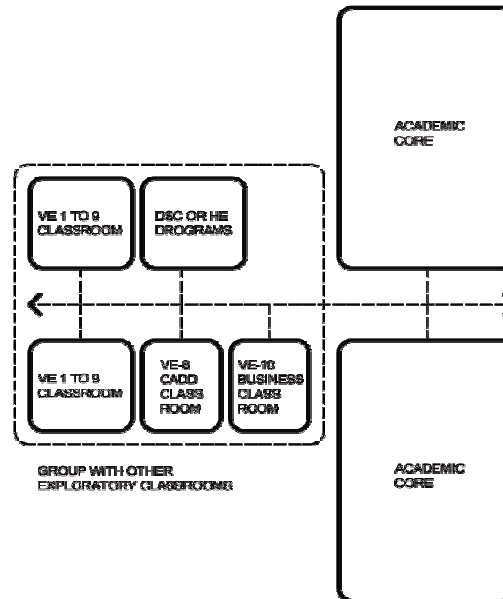 ACADEMIC
CORE
VE 1 TO 9
CLASSROOM
DSC OR HE
DROGRAMS
VE 1 TO 9
CLASSROOM
VE-8
CADD
CLASS
ROOM
VE-10
BUSINESS
CLASS
ROOM
GROUP WITH OTHER
EXPLORATORY CLASSROOMS
ACADEMIC
CORE